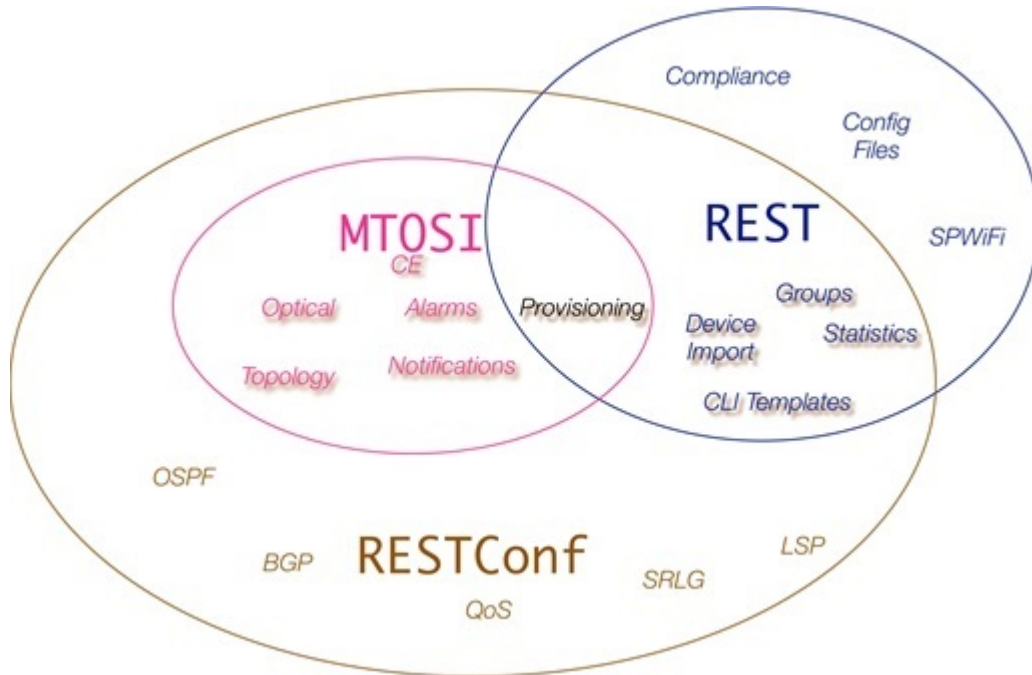 Compliance
Config
Files
MTOSI
REST
SPWiFi
CE
Groups
Optical
Alarms
Provisioning
Device
Import
Statistics
Topology
Notifications
CLI Templates
OSPF
BGP
RESTConf
LSP
SRLG
QoS